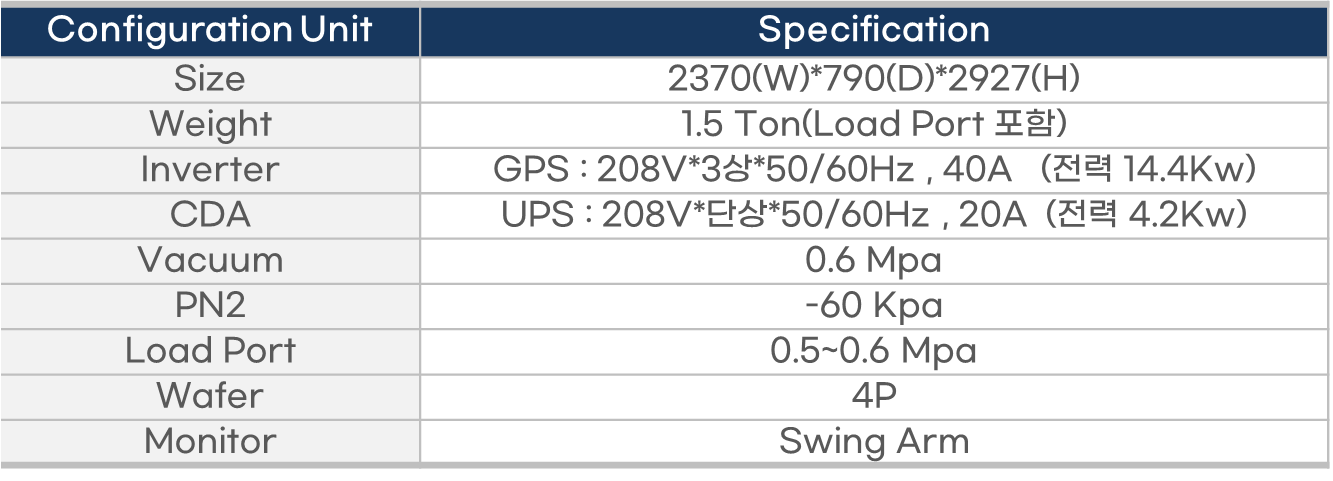 Configuration Unit Specification
Size 2370(W)*790(D)*2927(H)
Weight 1.5 Ton(Load Port 포함)
Inverter GPS : 208V*3상*50/60Hz , 40A (전력 14.4Kw)
CDA UPS : 208V*단상*50/60Hz , 20A (전력 4.2Kw)
Vacuum 0.6 Mpa
PN2 -60 Kpa
Load Port 0.5~0.6 Mpa
Wafer 4P
Monitor Swing Arm